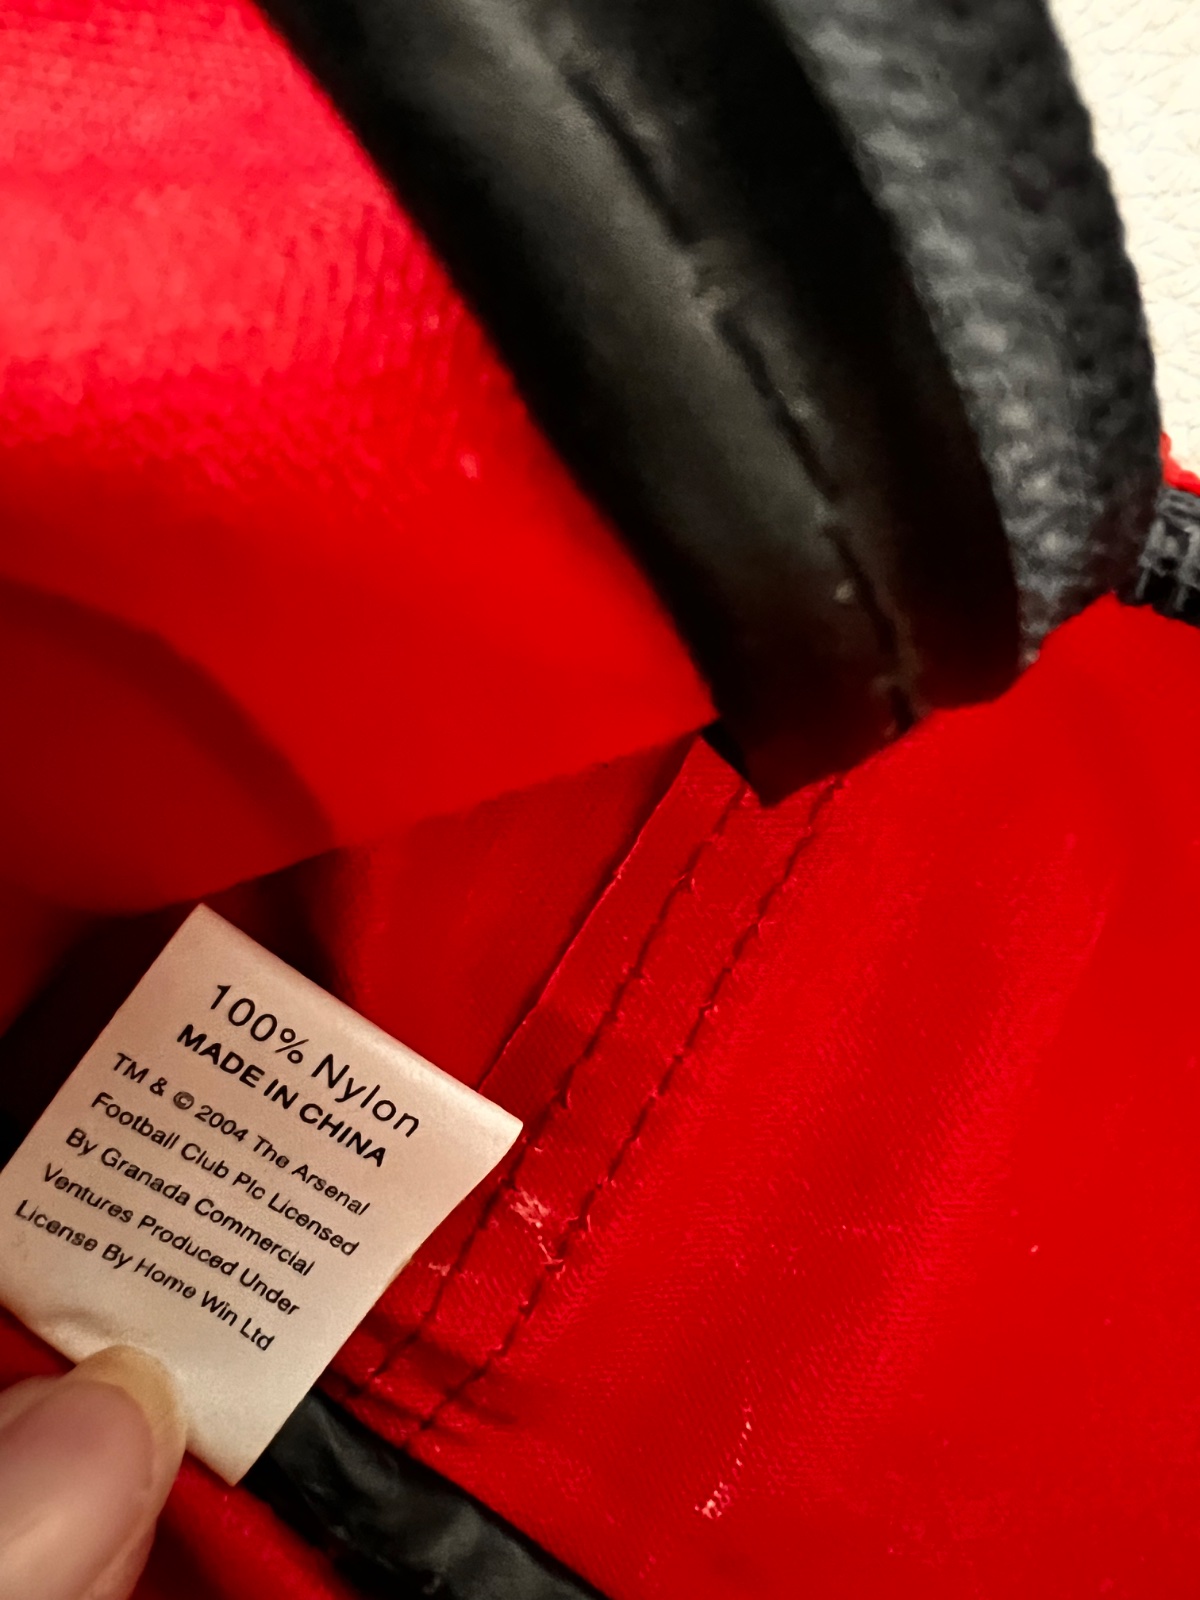 100% Nylon
MADE IN CHINA
TM & © 2004 The Arsenal
Football Club Plc Licensed
By Granada Commercial
Ventures Produced Under
License By Home Win Ltd